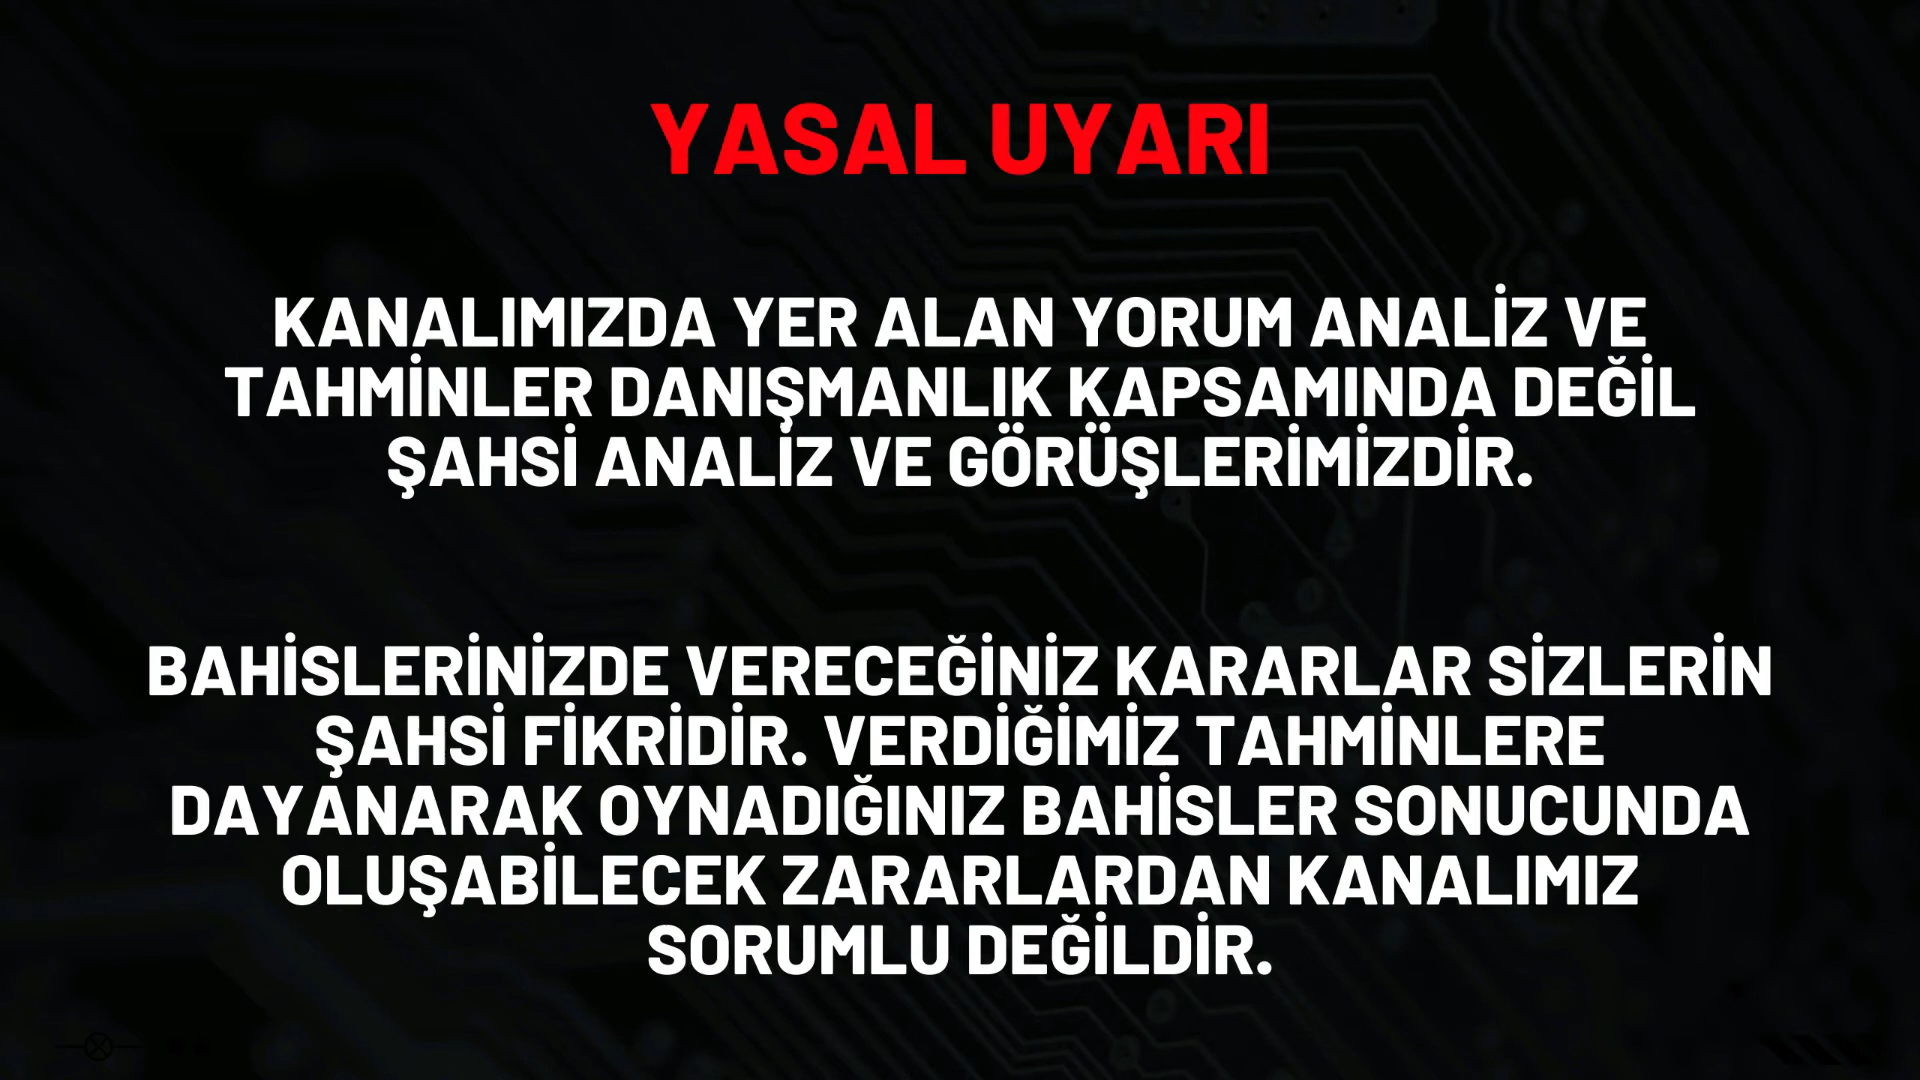 YASAL UYARI
KANALIMIZDA YER ALAN YORUM ANALİZ VE
TAHMİNLER DANIŞMANLIK KAPSAMINDA DEĞİL
ŞAHSİ ANALİZ VE GÖRÜŞLERİMİZDİR.
BAHİSLERİNİZDE VERECEĞİNİZ KARARLAR SİZLERİN
ŞAHSİ FİKRİDİR. VERDİĞİMİZ TAHMİNLERE
DAYANARAK OYNADIĞINIZ BAHİSLER SONUCUNDA
OLUŞABİLECEK ZARARLARDAN KANALIMIZ
SORUMLU DEĞİLDİR.